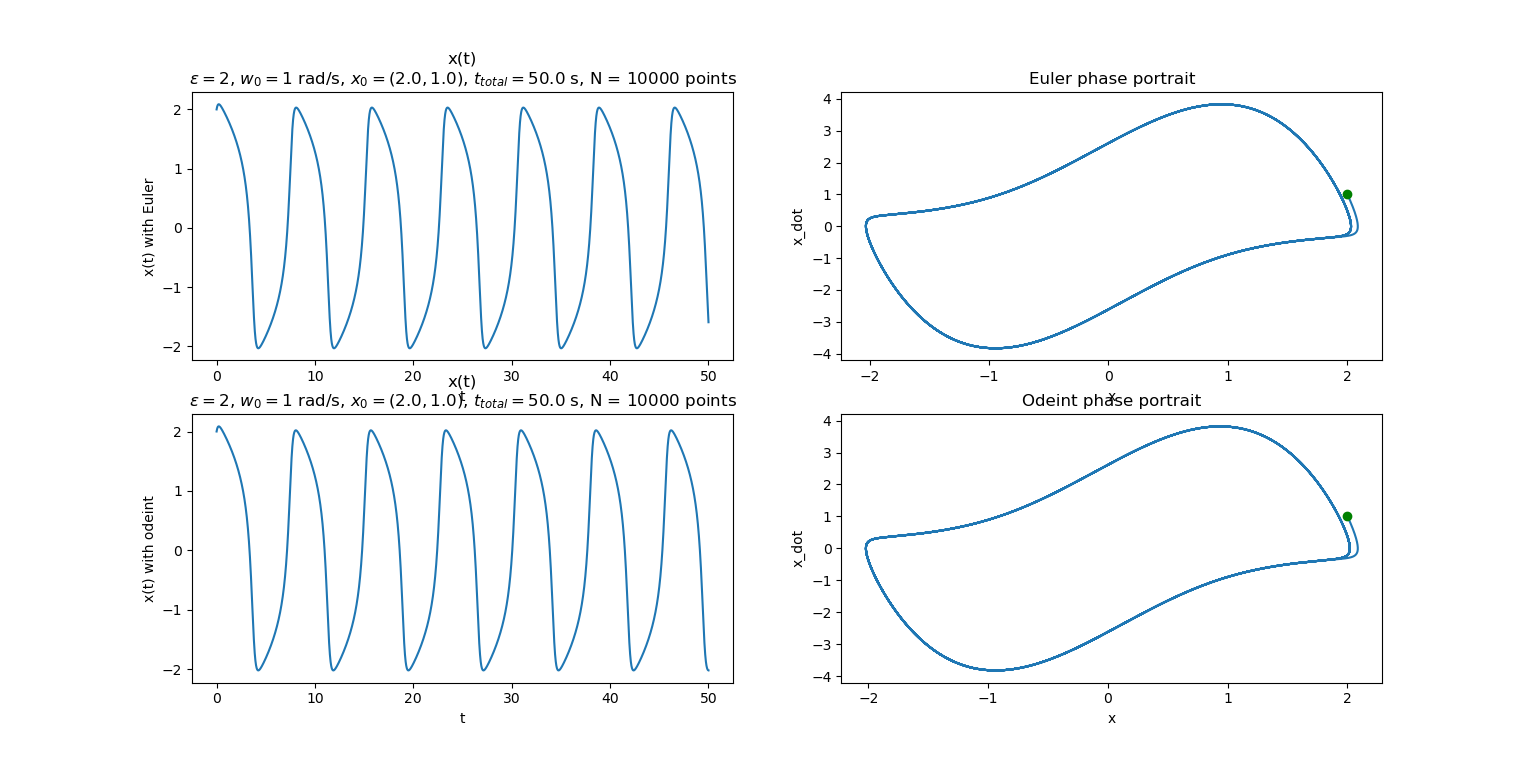 x(t)
ε = 2, w₀ = 1 rad/s, x₀ = (2.0, 1.0), t_total = 50.0 s, N = 10000 points
x(t) with Euler
2
1
0
−1
−2
0 10 20 30 40 50
t
Euler phase portrait
x_dot
4
3
2
1
0
−1
−2
−3
−4
−2 −1 0 1 2
x
x(t)
ε = 2, w₀ = 1 rad/s, x₀ = (2.0, 1.0), t_total = 50.0 s, N = 10000 points
x(t) with odeint
2
1
0
−1
−2
0 10 20 30 40 50
t
Odeint phase portrait
x_dot
4
3
2
1
0
−1
−2
−3
−4
−2 −1 0 1 2
x